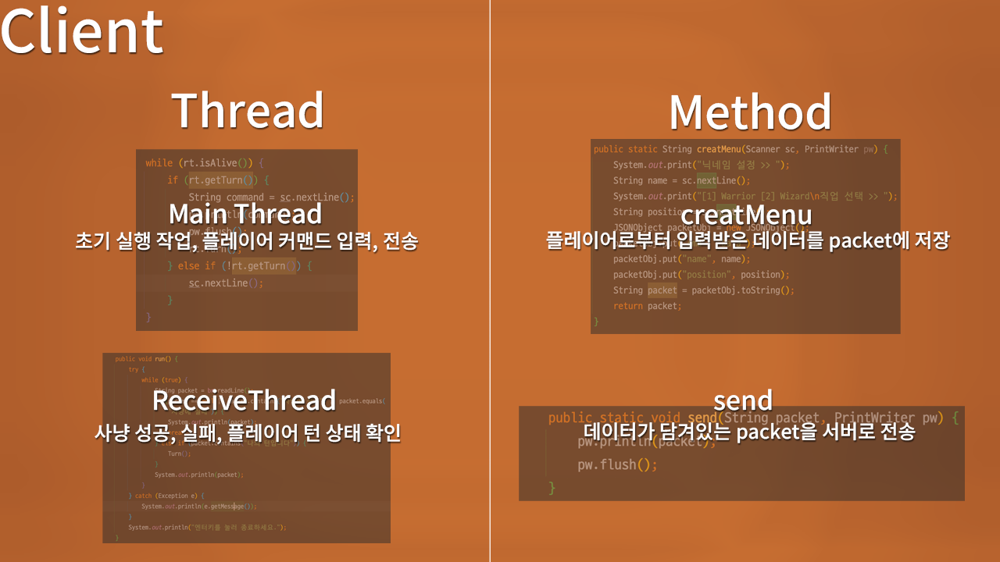 Client
Thread
while (rt.isAlive()) {
if (rt.getTurn()) {
String command = sc.nextLine();
Main Thread
초기 실행 작업, 플레이어 커맨드 입력, 전송
} else if (!rt.getTurn()) {
sc.nextLine();
}
}
ReceiveThread
사냥 성공, 실패, 플레이어 턴 상태 확인
public void run() {
try {
while (true) {
String packet = readLine
packet.equals(
System.out.println(packet);
Turn();
}
System.out.println(packet);
}
} catch (Exception e) {
System.out.println(e.getMessage());
}
System.out.println("엔터키를 눌러 종료하세요.");
}
Method
public static String creatMenu(Scanner sc, PrintWriter pw) {
System.out.print("닉네임 설정 >> ");
String name = sc.nextLine();
System.out.print("[1] Warrior [2] Wizard\n직업 선택 >> ");
String position
creatMenu
JSONObject packetObj = new JSONObject();
플레이어로부터 입력받은 데이터를 packet에 저장
packetObj.put("name", name);
packetObj.put("position", position);
String packet = packetObj.toString();
return packet;
}
send
public static void send(String packet, PrintWriter pw) {
데이터가 담겨있는 packet을 서버로 전송
pw.println(packet);
pw.flush();
}